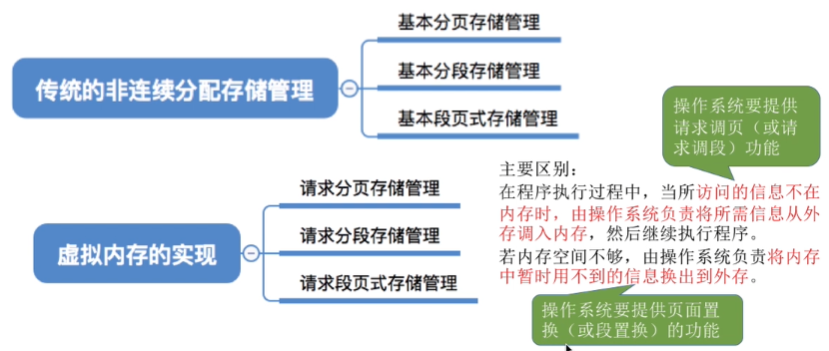 传统的非连续分配存储管理
基本分页存储管理
基本分段存储管理
基本段页式存储管理
虚拟内存的实现
请求分页存储管理
请求分段存储管理
请求段页式存储管理
操作系统要提供
请求调页（或请
求调段）功能
主要区别：
在程序执行过程中，当所访问的信息不在
内存时，由操作系统负责将所需信息从外
存调入内存，然后继续执行程序。
若内存空间不够，由操作系统负责将内存
中暂时用不到的信息换出到外存。
操作系统要提供页面置
换（或段置换）的功能